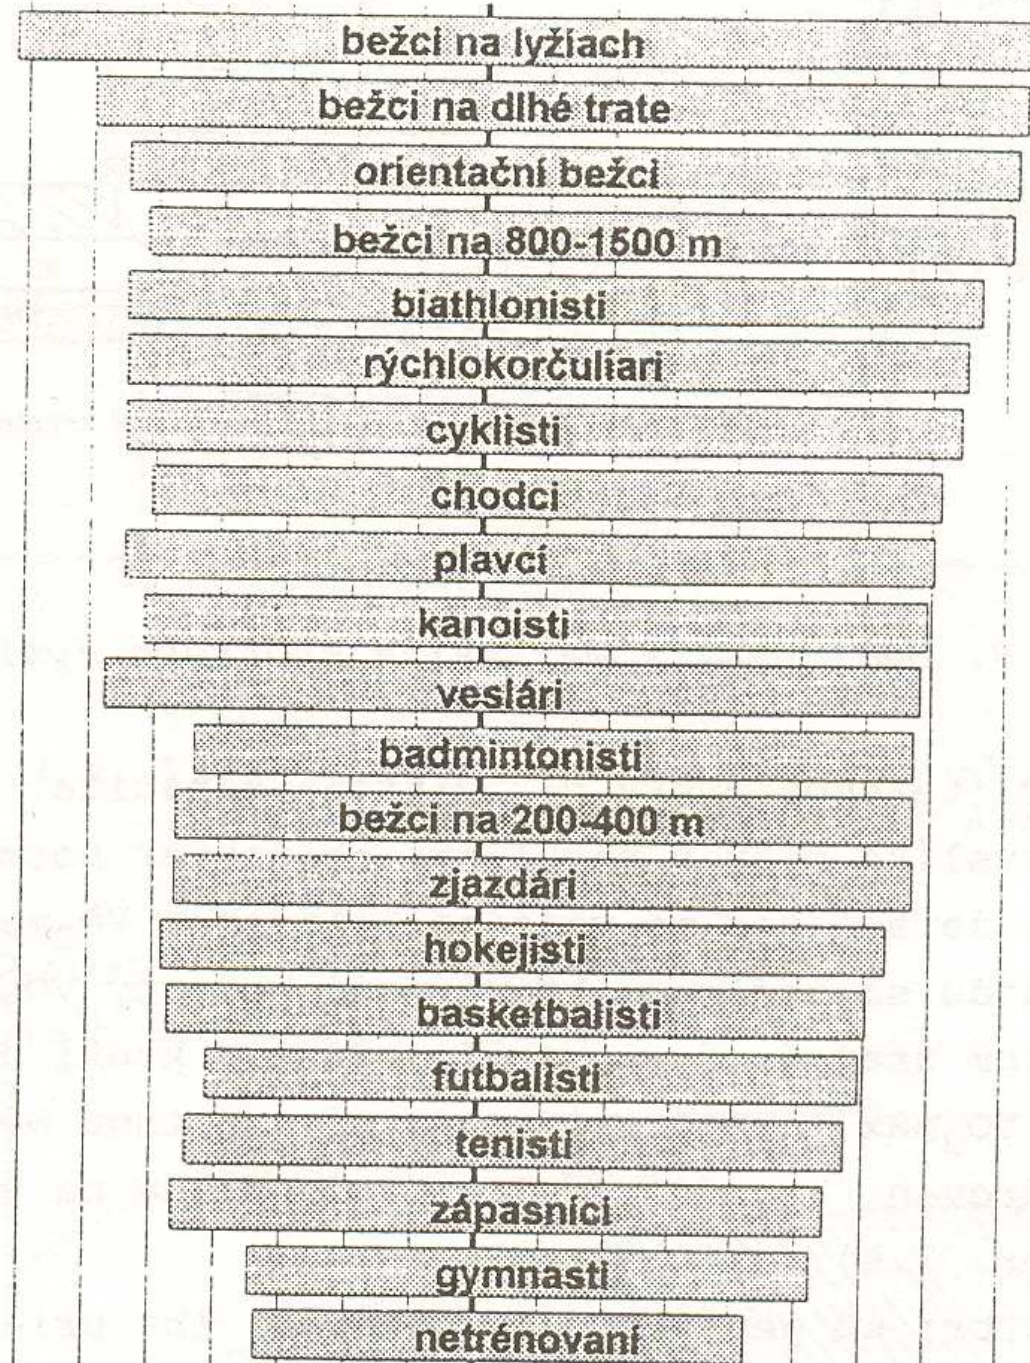 bežci na lyžiach
bežci na dlhé trate
orientační bežci
bežci na 800-1500 m
biathlonisti
rýchlokorčuliari
cyklisti
chodci
plavci
kanoisti
veslári
badmintonisti
bežci na 200-400 m
zjazdári
hokejisti
basketbalisti
futbalisti
tenisti
zápasníci
gymnasti
netrénovaní